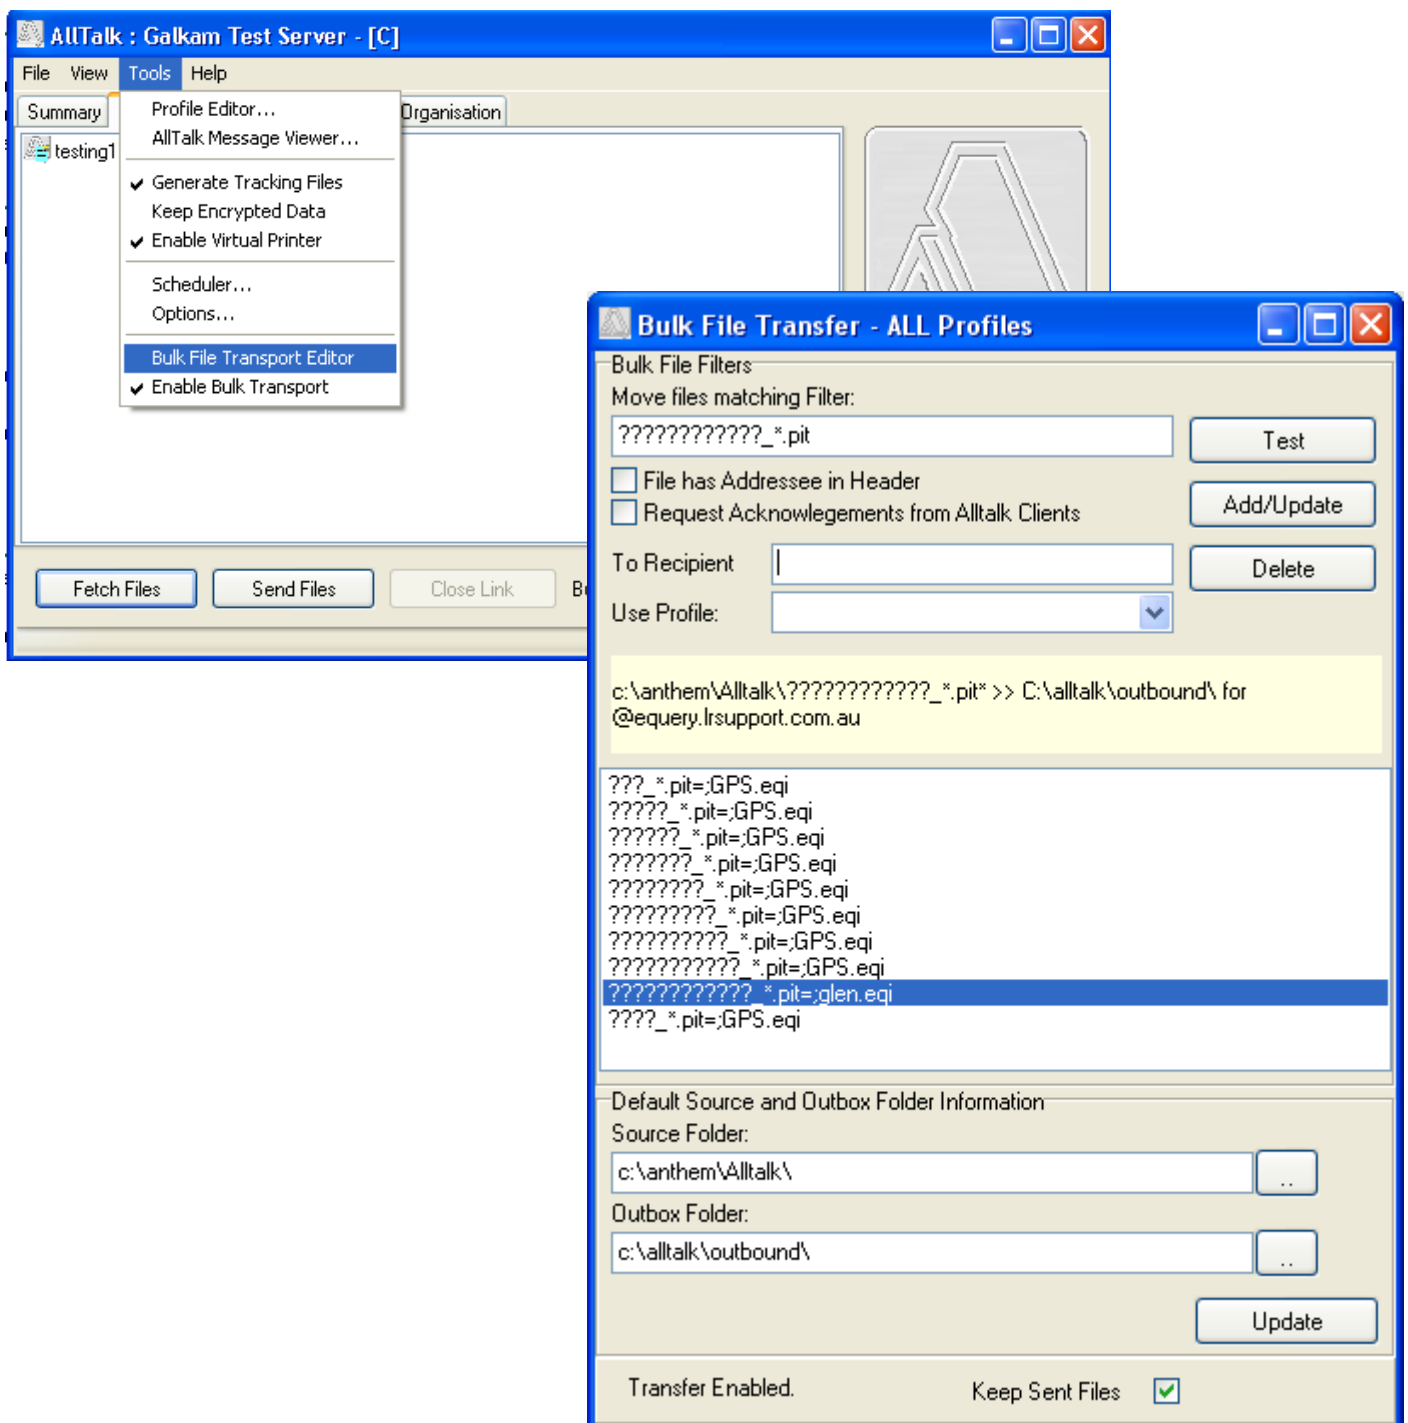 AllTalk : Galkam Test Server - [C]
File View Tools Help
Summary
Organisation
Profile Editor...
AllTalk Message Viewer...
testing1
Generate Tracking Files
Keep Encrypted Data
Enable Virtual Printer
Scheduler...
Options...
Bulk File Transport Editor
Enable Bulk Transport
Fetch Files
Send Files
Close Link
Bulk File Transfer - ALL Profiles
Bulk File Filters
Move files matching Filter:
????????????_*.pit
Test
File has Addressee in Header
Request Acknowlegements from Alltalk Clients
Add/Update
To Recipient
Delete
Use Profile:
c:\anthem\Alltalk\????????????_*.pit* >> C:\alltalk\outbound\ for
@equery.lrsupport.com.au
???_*.pit=;GPS.eqi
?????_*.pit=;GPS.eqi
??????_*.pit=;GPS.eqi
???????_*.pit=;GPS.eqi
????????_*.pit=;GPS.eqi
?????????_*.pit=;GPS.eqi
??????????_*.pit=;GPS.eqi
???????????_*.pit=;GPS.eqi
????????????_*.pit=;glen.eqi
????_*.pit=;GPS.eqi
Default Source and Outbox Folder Information
Source Folder:
c:\anthem\Alltalk\
..
Outbox Folder:
c:\alltalk\outbound\
..
Update
Transfer Enabled.
Keep Sent Files